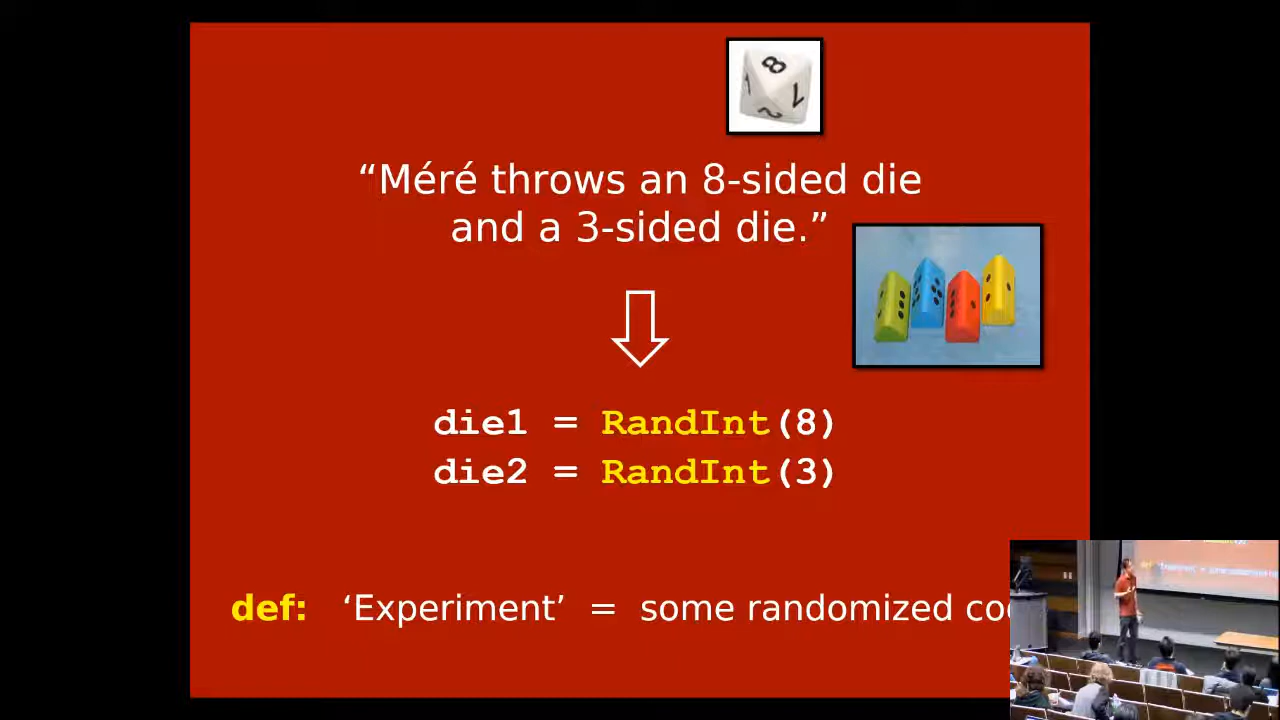 “Méré throws an 8-sided die
and a 3-sided die.”
die1 = RandInt(8)
die2 = RandInt(3)
def: ‘Experiment’ = some randomized